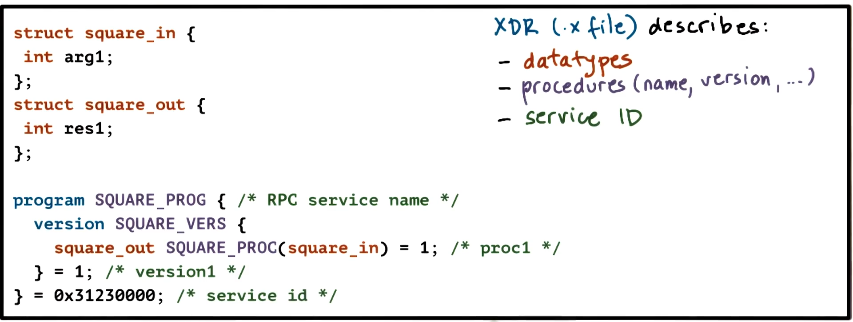 struct square_in {
int arg1;
};
struct square_out {
int res1;
};
program SQUARE_PROG { /* RPC service name */
version SQUARE_VERS {
square_out SQUARE_PROC(square_in) = 1; /* proc1 */
} = 1; /* version1 */
} = 0x31230000; /* service id */
XDR (.x file) describes:
- datatypes
- procedures (name, version, ...)
- service ID